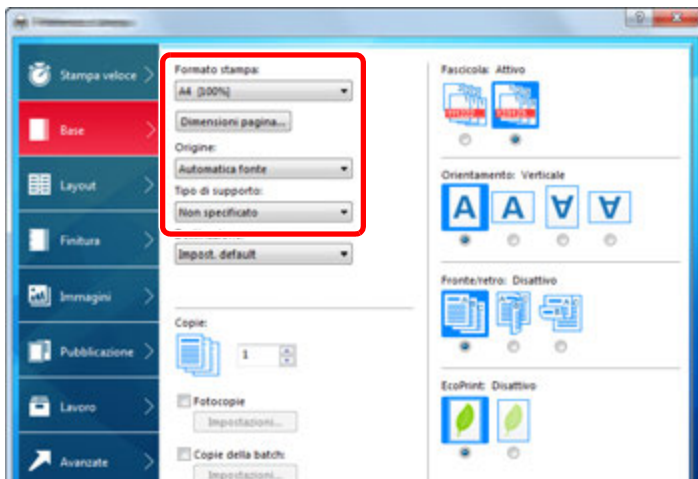 Stampa veloce
Base
Layout
Finitura
Immagini
Pubblicazione
Lavoro
Avanzate
Formato stampa:
A4 [100%]
Dimensioni pagina...
Origine:
Automatica fonte
Tipo di supporto:
Non specificato
Impost. default
Copie:
1
Fotocopie
Impostazioni...
Copie della batch:
Impostazioni...
Fascicola: Attivo
Orientamento: Verticale
A A A A
Fronte/retro: Disattivo
EcoPrint: Disattivo